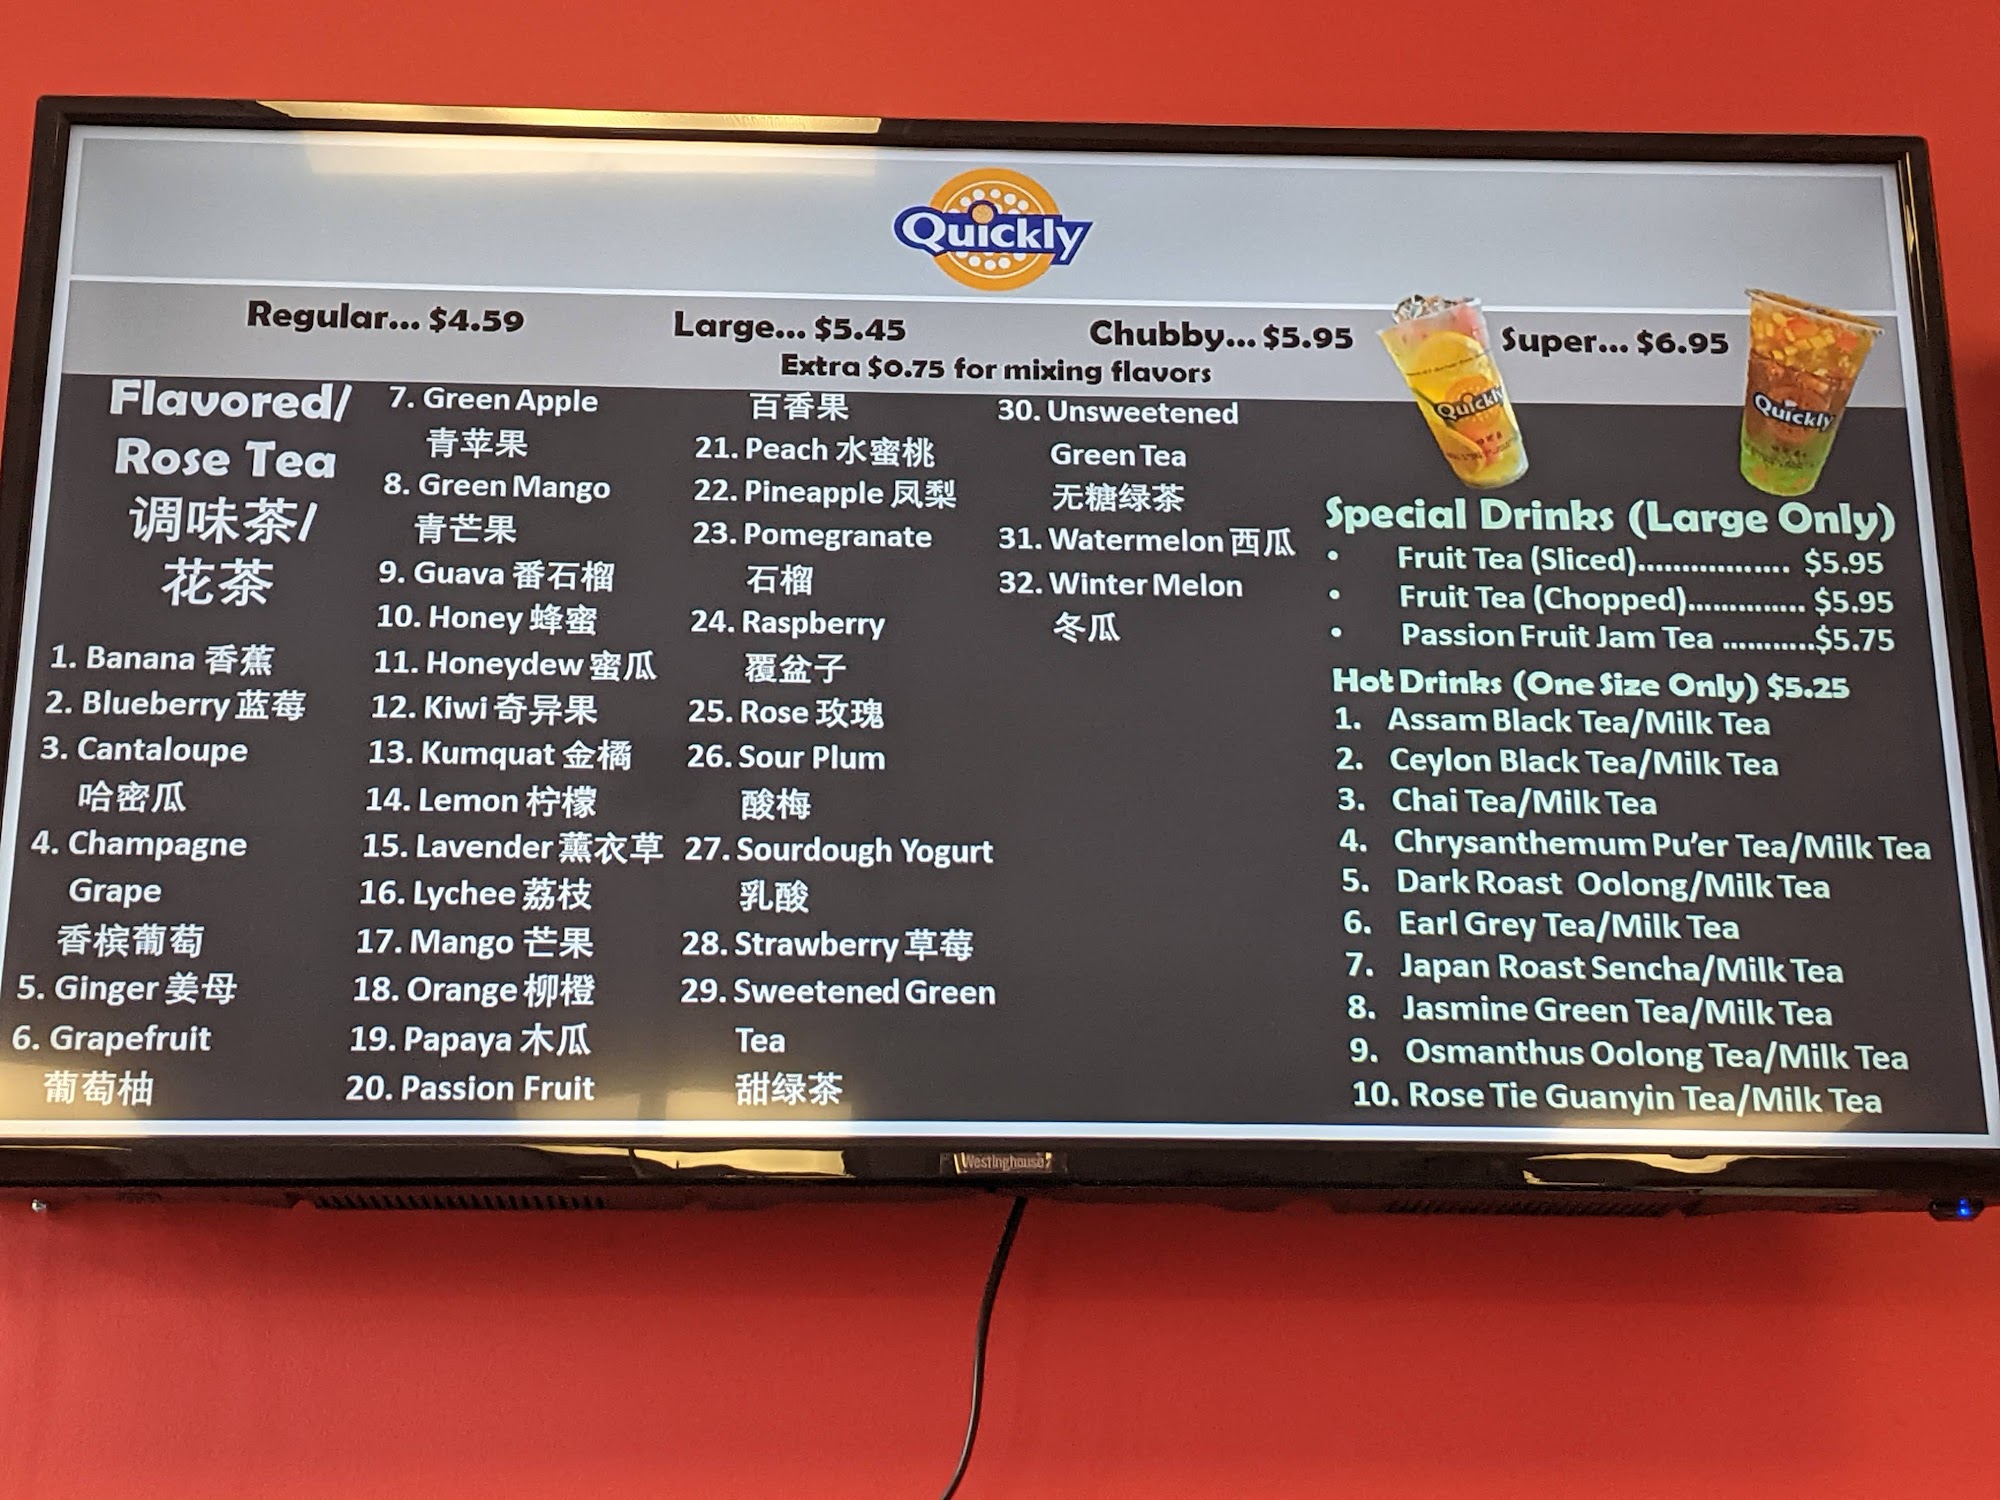 Quickly
Regular... $4.59
Large... $5.45
Chubby... $5.95
Super... $6.95
Extra $0.75 for mixing flavors
Flavored/
Rose Tea
调味茶/
花茶
1. Banana 香蕉
2. Blueberry 蓝莓
3. Cantaloupe
哈密瓜
4. Champagne
Grape
香槟葡萄
5. Ginger 姜母
6. Grapefruit
葡萄柚
7. Green Apple
青苹果
8. Green Mango
青芒果
9. Guava 番石榴
10. Honey 蜂蜜
11. Honeydew 蜜瓜
12. Kiwi 奇异果
13. Kumquat 金橘
14. Lemon 柠檬
15. Lavender 薰衣草
16. Lychee 荔枝
17. Mango 芒果
18. Orange 柳橙
19. Papaya 木瓜
20. Passion Fruit
百香果
21. Peach 水蜜桃
22. Pineapple 凤梨
23. Pomegranate
石榴
24. Raspberry
覆盆子
25. Rose 玫瑰
26. Sour Plum
酸梅
27. Sourdough Yogurt
乳酸
28. Strawberry 草莓
29. Sweetened Green
Tea
甜绿茶
30. Unsweetened
Green Tea
无糖绿茶
31. Watermelon 西瓜
32. Winter Melon
冬瓜
Quickly
Quickly
Special Drinks (Large Only)
• Fruit Tea (Sliced)................. $5.95
• Fruit Tea (Chopped).............. $5.95
• Passion Fruit Jam Tea ...........$5.75
Hot Drinks (One Size Only) $5.25
1. Assam Black Tea/Milk Tea
2. Ceylon Black Tea/Milk Tea
3. Chai Tea/Milk Tea
4. Chrysanthemum Pu'er Tea/Milk Tea
5. Dark Roast Oolong/Milk Tea
6. Earl Grey Tea/Milk Tea
7. Japan Roast Sencha/Milk Tea
8. Jasmine Green Tea/Milk Tea
9. Osmanthus Oolong Tea/Milk Tea
10. Rose Tie Guanyin Tea/Milk Tea
Westinghouse